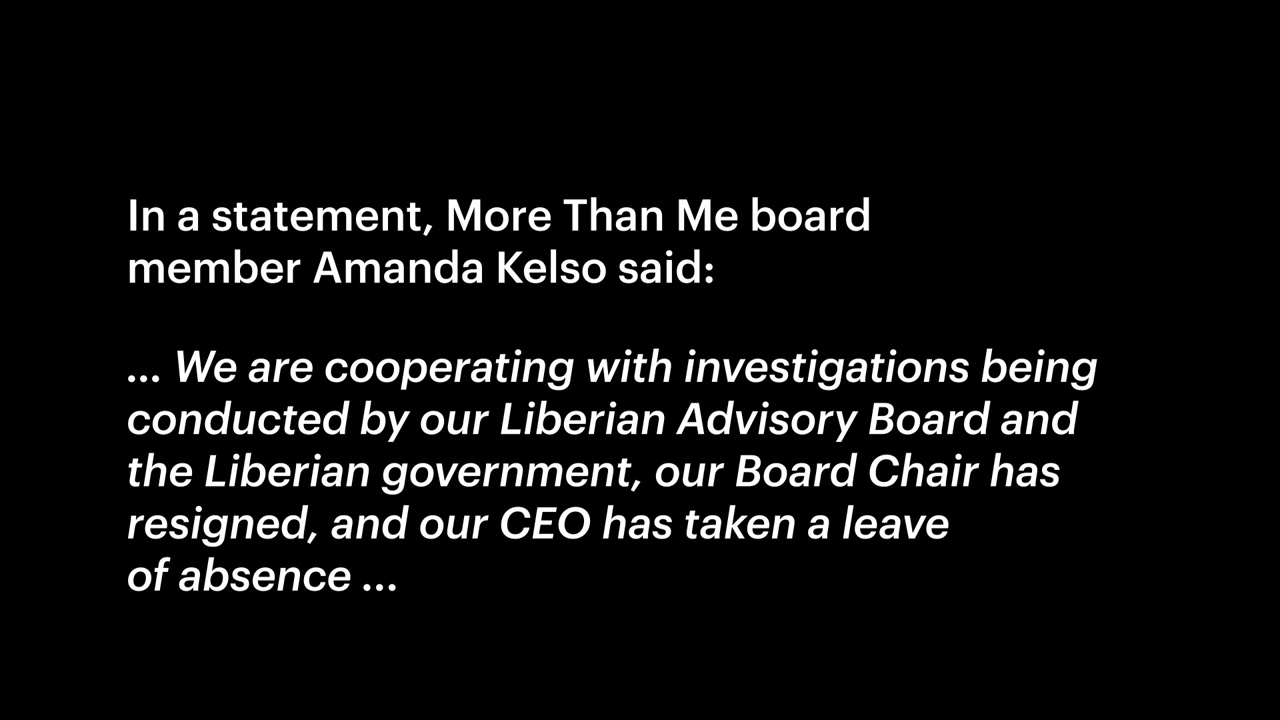 In a statement, More Than Me board
member Amanda Kelso said:
... We are cooperating with investigations being
conducted by our Liberian Advisory Board and
the Liberian government, our Board Chair has
resigned, and our CEO has taken a leave
of absence ...